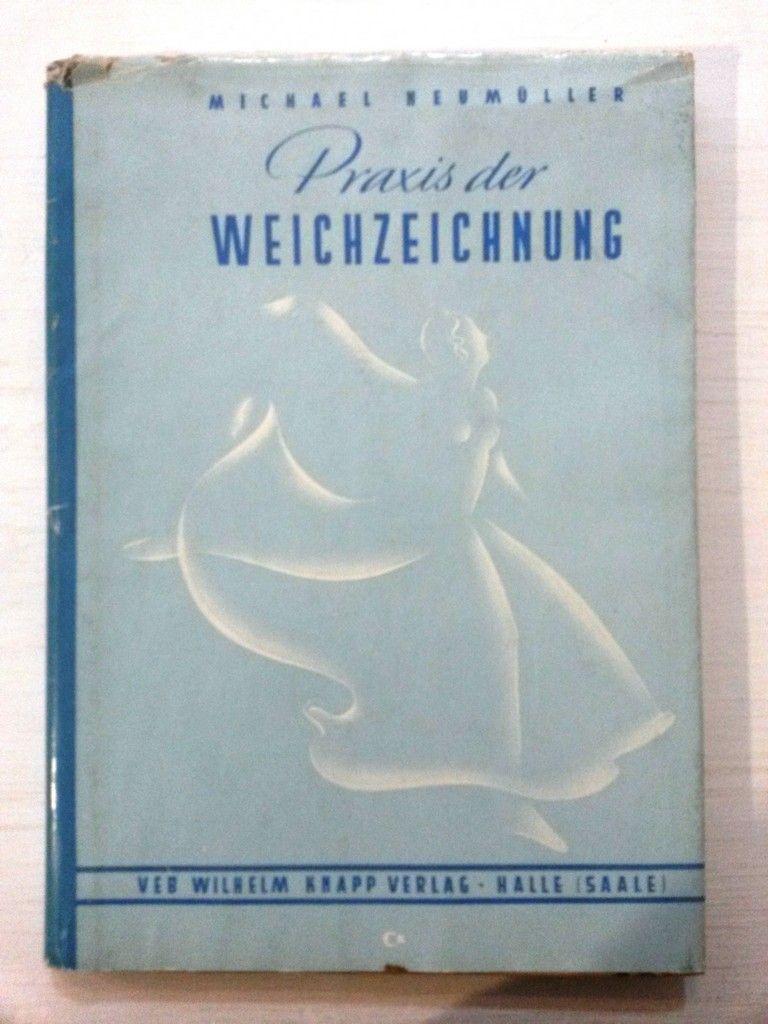 MICHAEL NEUMÜLLER
Praxis der
WEICHZEICHNUNG
VEB WILHELM KNAPP VERLAG · HALLE (SAALE)